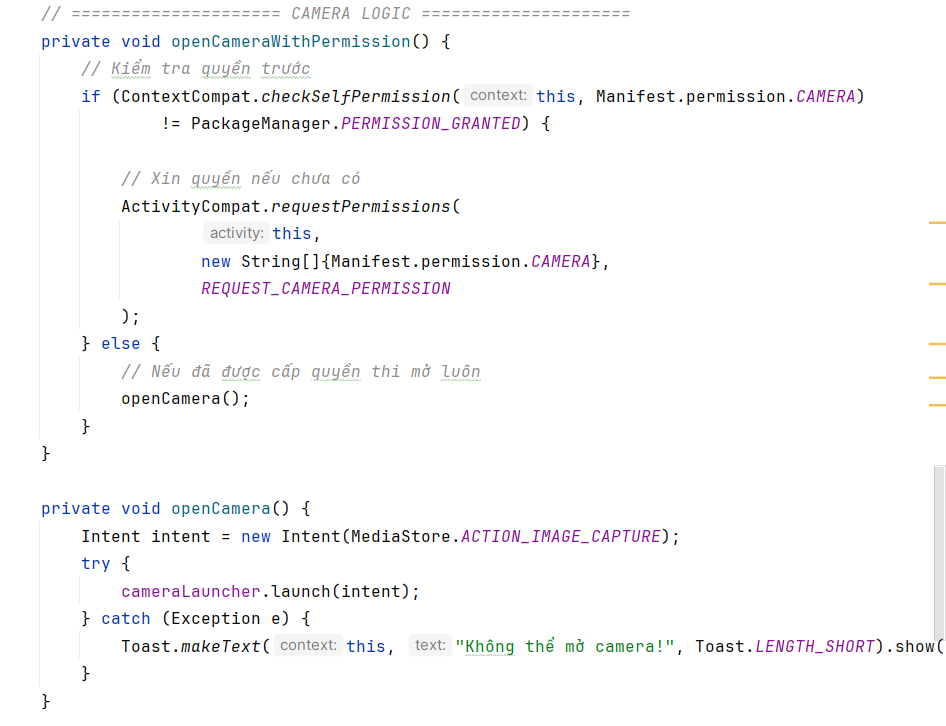 // ===================== CAMERA LOGIC =====================
private void openCameraWithPermission() {
// Kiểm tra quyền trước
if (ContextCompat.checkSelfPermission( context: this, Manifest.permission.CAMERA)
!= PackageManager.PERMISSION_GRANTED) {
// Xin quyền nếu chưa có
ActivityCompat.requestPermissions(
activity: this,
new String[]{Manifest.permission.CAMERA},
REQUEST_CAMERA_PERMISSION
);
} else {
// Nếu đã được cấp quyền thì mở luôn
openCamera();
}
}
private void openCamera() {
Intent intent = new Intent(MediaStore.ACTION_IMAGE_CAPTURE);
try {
cameraLauncher.launch(intent);
} catch (Exception e) {
Toast.makeText( context: this, text: "Không thể mở camera!", Toast.LENGTH_SHORT).show(
}
}